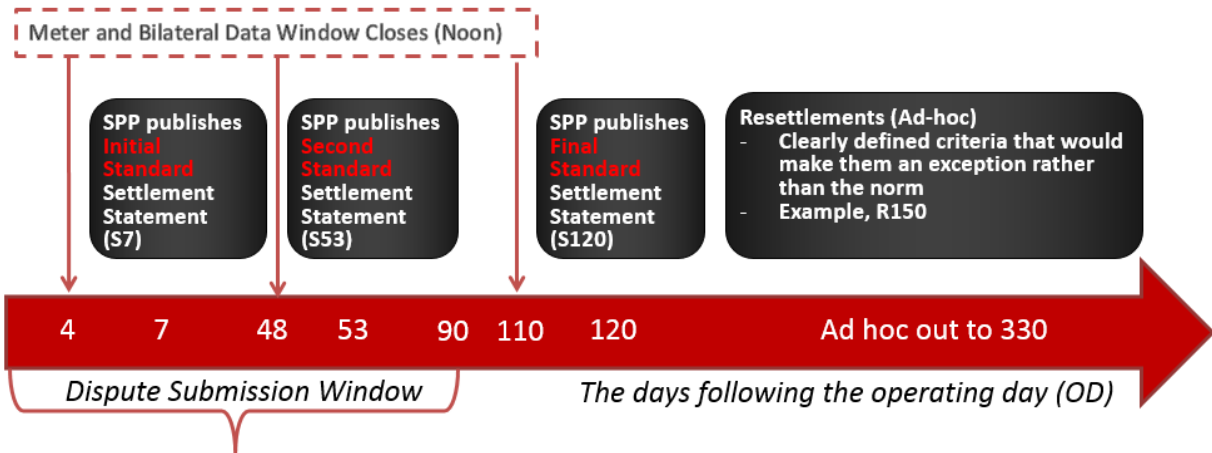 Meter and Bilateral Data Window Closes (Noon)
SPP publishes
Initial
Standard
Settlement
Statement
(S7)
SPP publishes
Second
Standard
Settlement
Statement
(S53)
SPP publishes
Final
Standard
Settlement
Statement
(S120)
Resettlements (Ad-hoc)
- Clearly defined criteria that would
make them an exception rather
than the norm
- Example, R150
4 7 48 53 90 110 120 Ad hoc out to 330
Dispute Submission Window
The days following the operating day (OD)